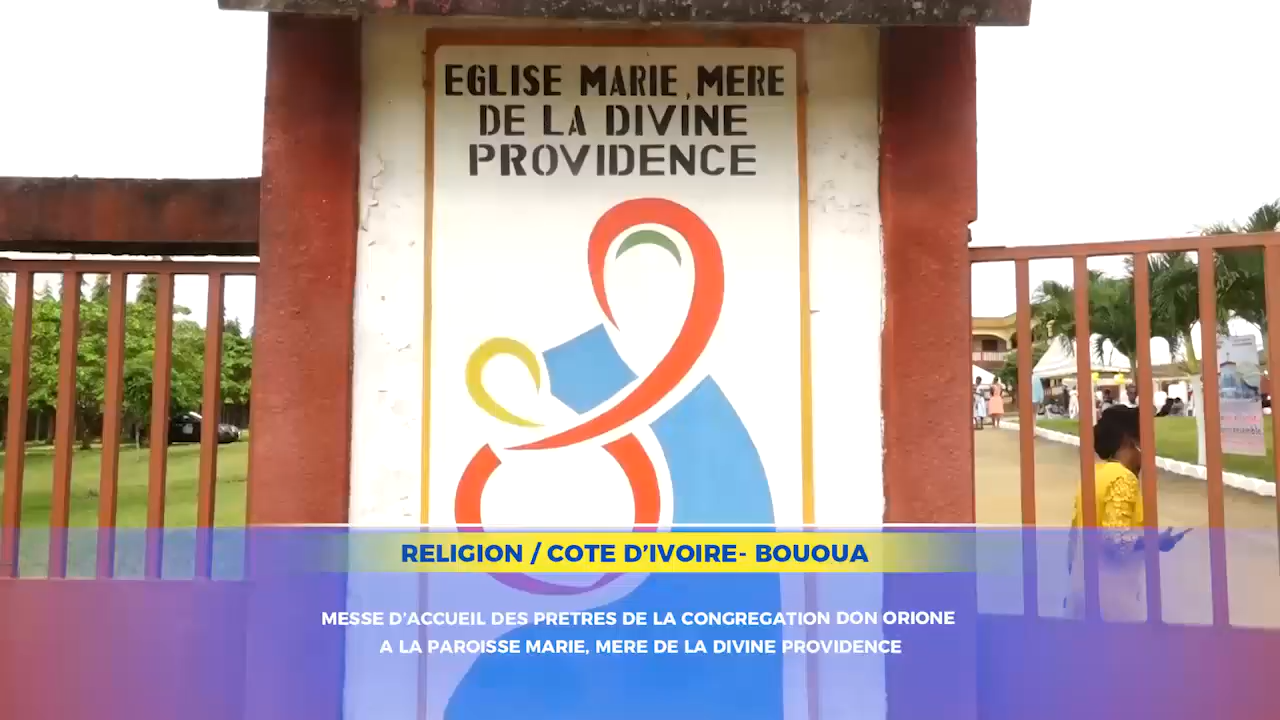 EGLISE MARIE, MERE
DE LA DIVINE
PROVIDENCE
RELIGION / COTE D'IVOIRE- BOUOUA
MESSE D'ACCUEIL DES PRETRES DE LA CONGREGATION DON ORIONE
A LA PAROISSE MARIE, MERE DE LA DIVINE PROVIDENCE